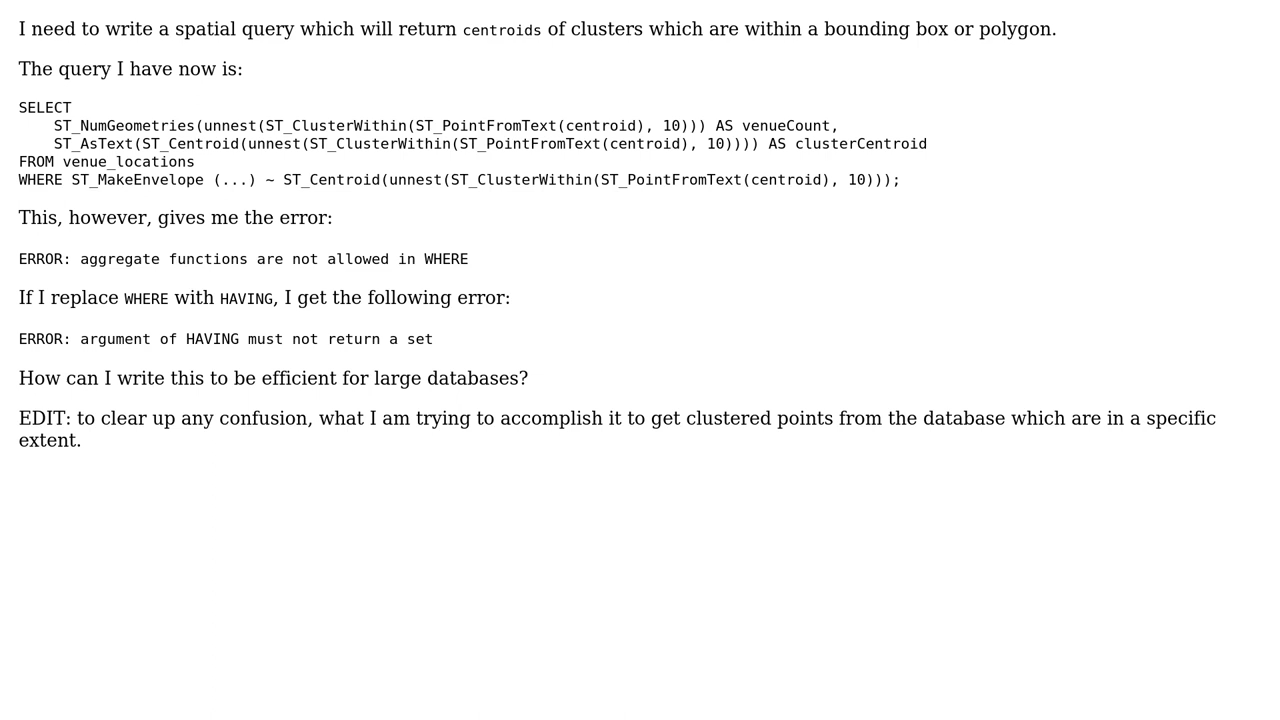 I need to write a spatial query which will return centroids of clusters which are within a bounding box or polygon.
The query I have now is:
SELECT
    ST_NumGeometries(unnest(ST_ClusterWithin(ST_PointFromText(centroid), 10))) AS venueCount,
    ST_AsText(ST_Centroid(unnest(ST_ClusterWithin(ST_PointFromText(centroid), 10)))) AS clusterCentroid
FROM venue_locations
WHERE ST_MakeEnvelope (...) ~ ST_Centroid(unnest(ST_ClusterWithin(ST_PointFromText(centroid), 10)));
This, however, gives me the error:
ERROR: aggregate functions are not allowed in WHERE
If I replace WHERE with HAVING, I get the following error:
ERROR: argument of HAVING must not return a set
How can I write this to be efficient for large databases?
EDIT: to clear up any confusion, what I am trying to accomplish it to get clustered points from the database which are in a specific
extent.